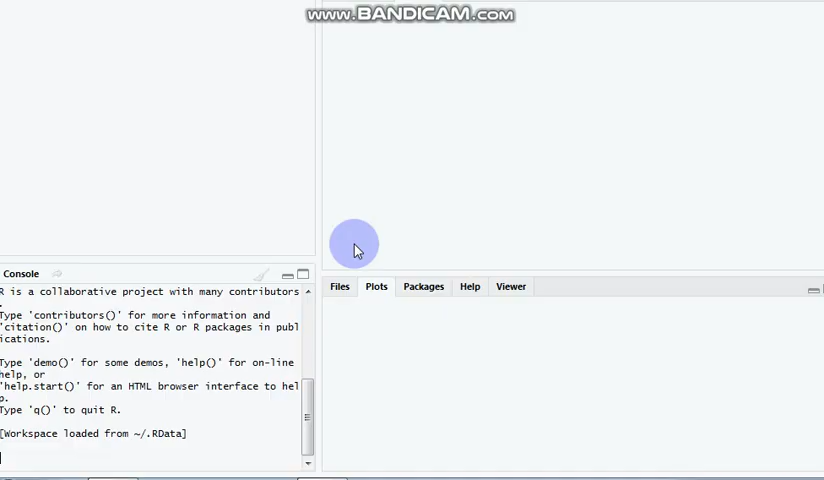 www.BANDICAM.com
Console
R is a collaborative project with many contributors
.
Type 'contributors()' for more information and
'citation()' on how to cite R or R packages in publ
ications.
Type 'demo()' for some demos, 'help()' for on-line
help, or
'help.start()' for an HTML browser interface to hel
p.
Type 'q()' to quit R.
[Workspace loaded from ~/.RData]
Files Plots Packages Help Viewer